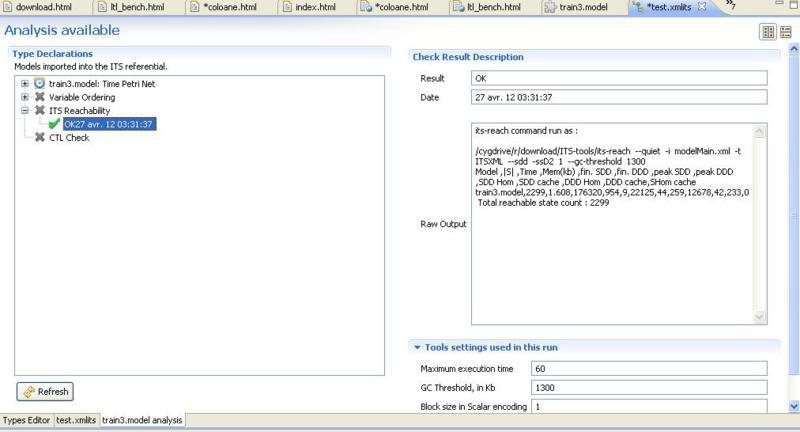 download.html
ltl_bench.html
*coloane.html
index.html
*coloane.html
ltl_bench.html
train3.model
*test.xmlits
»7
Analysis available
Type Declarations
Models imported into the ITS referential.
train3.model: Time Petri Net
Variable Ordering
ITS Reachability
OK27 avr. 12 03:31:37
CTL Check
Refresh
Check Result Description
Result OK
Date 27 avr. 12 03:31:37
Raw Output
its-reach command run as :
/cygdrive/r/download/ITS-tools/its-reach --quiet -i modelMain.xml -t
ITSXML --sdd -ssD2 1 --gc-threshold 1300
Model ,|S| ,Time ,Mem(kb) ,fin. SDD ,fin. DDD ,peak SDD ,peak DDD
,SDD Hom ,SDD cache ,DDD Hom ,DDD cache,SHom cache
train3.model,2299,1.608,176320,954,9,22125,44,259,12678,42,233,0
Total reachable state count : 2299
Tools settings used in this run
Maximum execution time 60
GC Threshold, in Kb 1300
Block size in Scalar encoding 1
Types Editor test.xmlits train3.model analysis